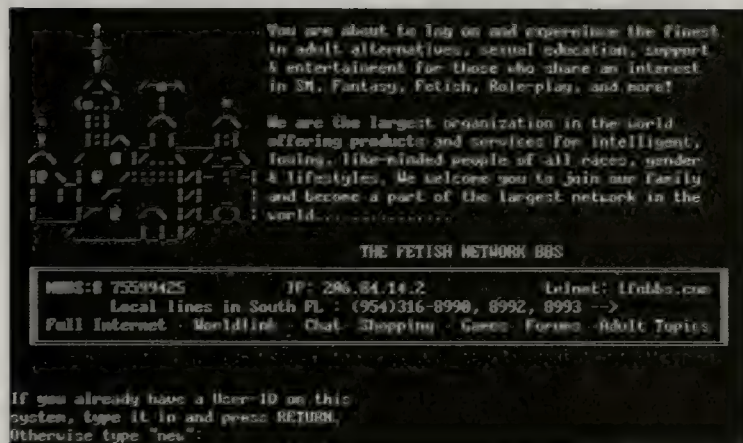 You are about to log on and experience the finest
in adult alternatives, sexual education, support
& entertainment for those who share an interest
in SM, Fantasy, Fetish, Role-play, and more!
We are the largest organization in the world
offering products and services for intelligent,
loving, like-minded people of all races, gender
& lifestyles. We welcome you to join our family
and become a part of the largest network in the
world..................
THE FETISH NETWORK BBS
75599425 IP: 206.84.14.2 telnet:
Local lines in South FL : (954)316-8990, 8992, 8993 -->
Full Internet Worldlink Chat Shopping Games Forums Adult Topics
If you already have a User-ID on this
system, type it in and press RETURN.
Otherwise type "new":